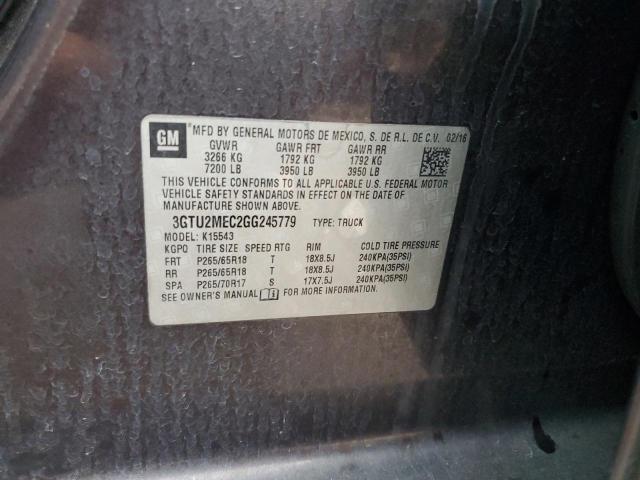 GM
MFD BY GENERAL MOTORS DE MEXICO, S. DE R.L. DE C.V. 02/16
GVWR GAWR FRT GAWR RR
3266 KG 1792 KG 1792 KG
7200 LB 3950 LB 3950 LB
THIS VEHICLE CONFORMS TO ALL APPLICABLE U.S. FEDERAL MOTOR
VEHICLE SAFETY STANDARDS IN EFFECT ON THE DATE OF
MANUFACTURE SHOWN ABOVE.
3GTU2MEC2GG245779 TYPE: TRUCK
MODEL: K15543
KGPQ TIRE SIZE SPEED RTG RIM COLD TIRE PRESSURE
FRT P265/65R18 T 18X8.5J 240KPA(35PSI)
RR P265/65R18 T 18X8.5J 240KPA(35PSI)
SPA P265/70R17 S 17X7.5J 240KPA(35PSI)
SEE OWNER'S MANUAL FOR MORE INFORMATION.